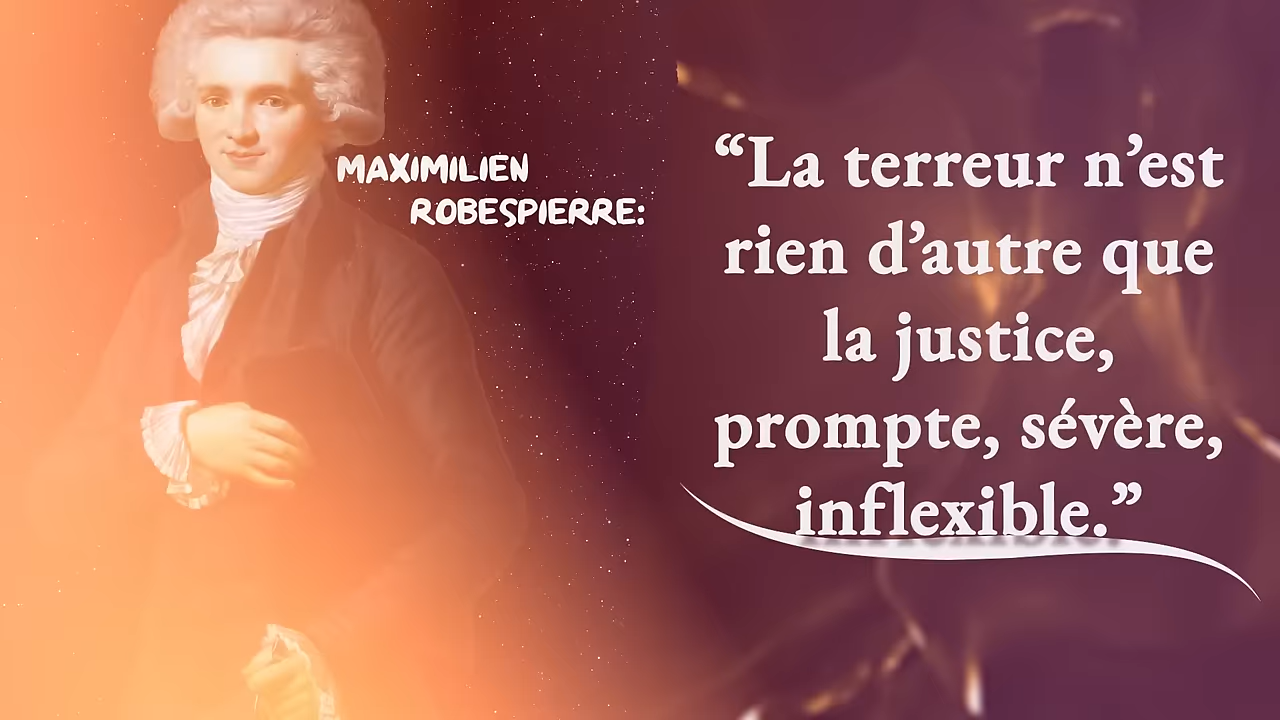 MAXIMILIEN
ROBESPIERRE:
“La terreur n’est
rien d’autre que
la justice,
prompte, sévère,
inflexible.”